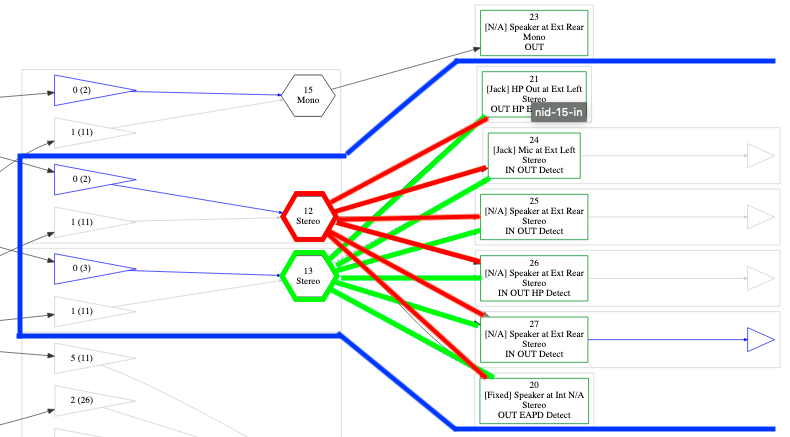 23
[N/A] Speaker at Ext Rear
Mono
OUT
0 (2)
15
Mono
1 (11)
21
[Jack] HP Out at Ext Left
Stereo
OUT HP
nid-15-in
0 (2)
1 (11)
12
Stereo
24
[Jack] Mic at Ext Left
Stereo
IN OUT Detect
25
[N/A] Speaker at Ext Rear
Stereo
IN OUT Detect
0 (3)
1 (11)
13
Stereo
26
[N/A] Speaker at Ext Rear
Stereo
IN OUT HP Detect
27
[N/A] Speaker at Ext Rear
Stereo
IN OUT Detect
5 (11)
2 (26)
20
[Fixed] Speaker at Int N/A
Stereo
OUT EAPD Detect